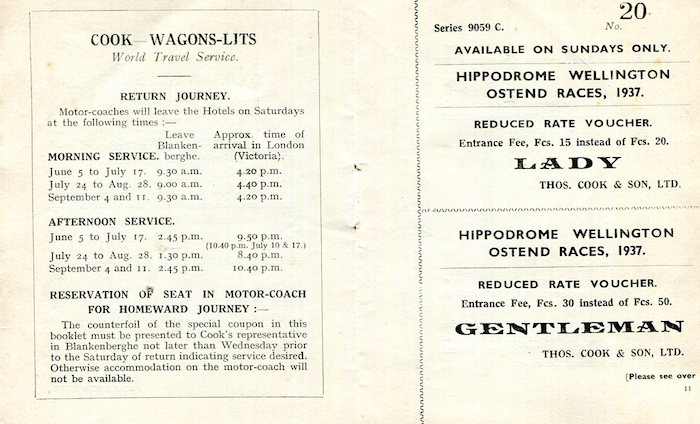 COOK—WAGONS-LITS
World Travel Service.
RETURN JOURNEY.
Motor-coaches will leave the Hotels on Saturdays
at the following times :—
Leave Approx. time of
Blanken- arrival in London
MORNING SERVICE. berghe. (Victoria).
June 5 to July 17. 9.30 a.m. 4.20 p.m.
July 24 to Aug. 28. 9.00 a.m. 4.40 p.m.
September 4 and 11. 9.30 a.m. 4.20 p.m.
AFTERNOON SERVICE.
June 5 to July 17. 2.45 p.m. 9.50 p.m.
(10.40 p.m. July 10 & 17.)
July 24 to Aug. 28. 1.30 p.m. 8.40 p.m.
September 4 and 11. 2.45 p.m. 10.40 p.m.
RESERVATION OF SEAT IN MOTOR-COACH
FOR HOMEWARD JOURNEY :—
The counterfoil of the special coupon in this
booklet must be presented to Cook's representative
in Blankenberghe not later than Wednesday prior
to the Saturday of return indicating service desired.
Otherwise accommodation on the motor-coach will
not be available.
Series 9059 C. No. 20
AVAILABLE ON SUNDAYS ONLY.
HIPPODROME WELLINGTON
OSTEND RACES, 1937.
REDUCED RATE VOUCHER.
Entrance Fee, Fcs. 15 instead of Fcs. 20.
LADY
THOS. COOK & SON, LTD.
HIPPODROME WELLINGTON
OSTEND RACES, 1937.
REDUCED RATE VOUCHER.
Entrance Fee, Fcs. 30 instead of Fcs. 50.
GENTLEMAN
THOS. COOK & SON, LTD.
(Please see over
11